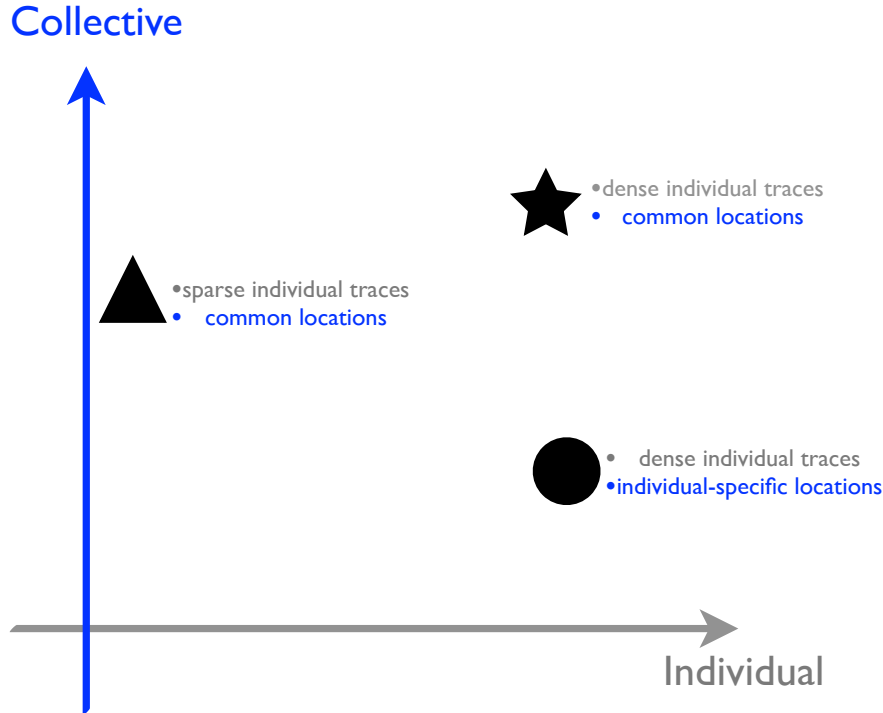 Collective
•dense individual traces
• common locations
•sparse individual traces
• common locations
• dense individual traces
•individual-specific locations
Individual